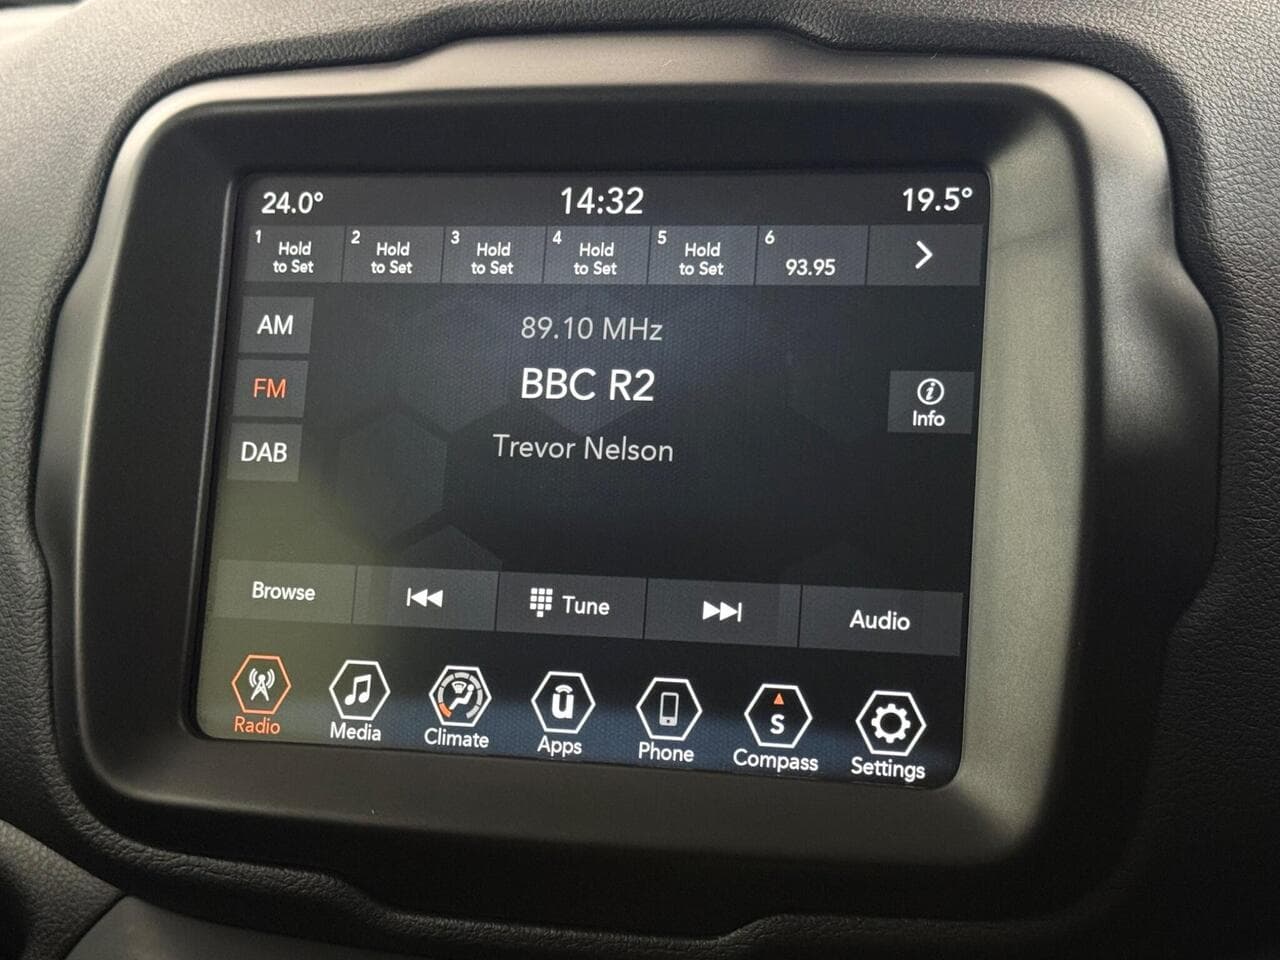 24.0° 14:32 19.5°
1 Hold to Set
2 Hold to Set
3 Hold to Set
4 Hold to Set
5 Hold to Set
6 93.95
AM
89.10 MHz
FM
BBC R2
Info
DAB
Trevor Nelson
Browse Tune Audio
S
Radio Media Climate Apps Phone Compass Settings